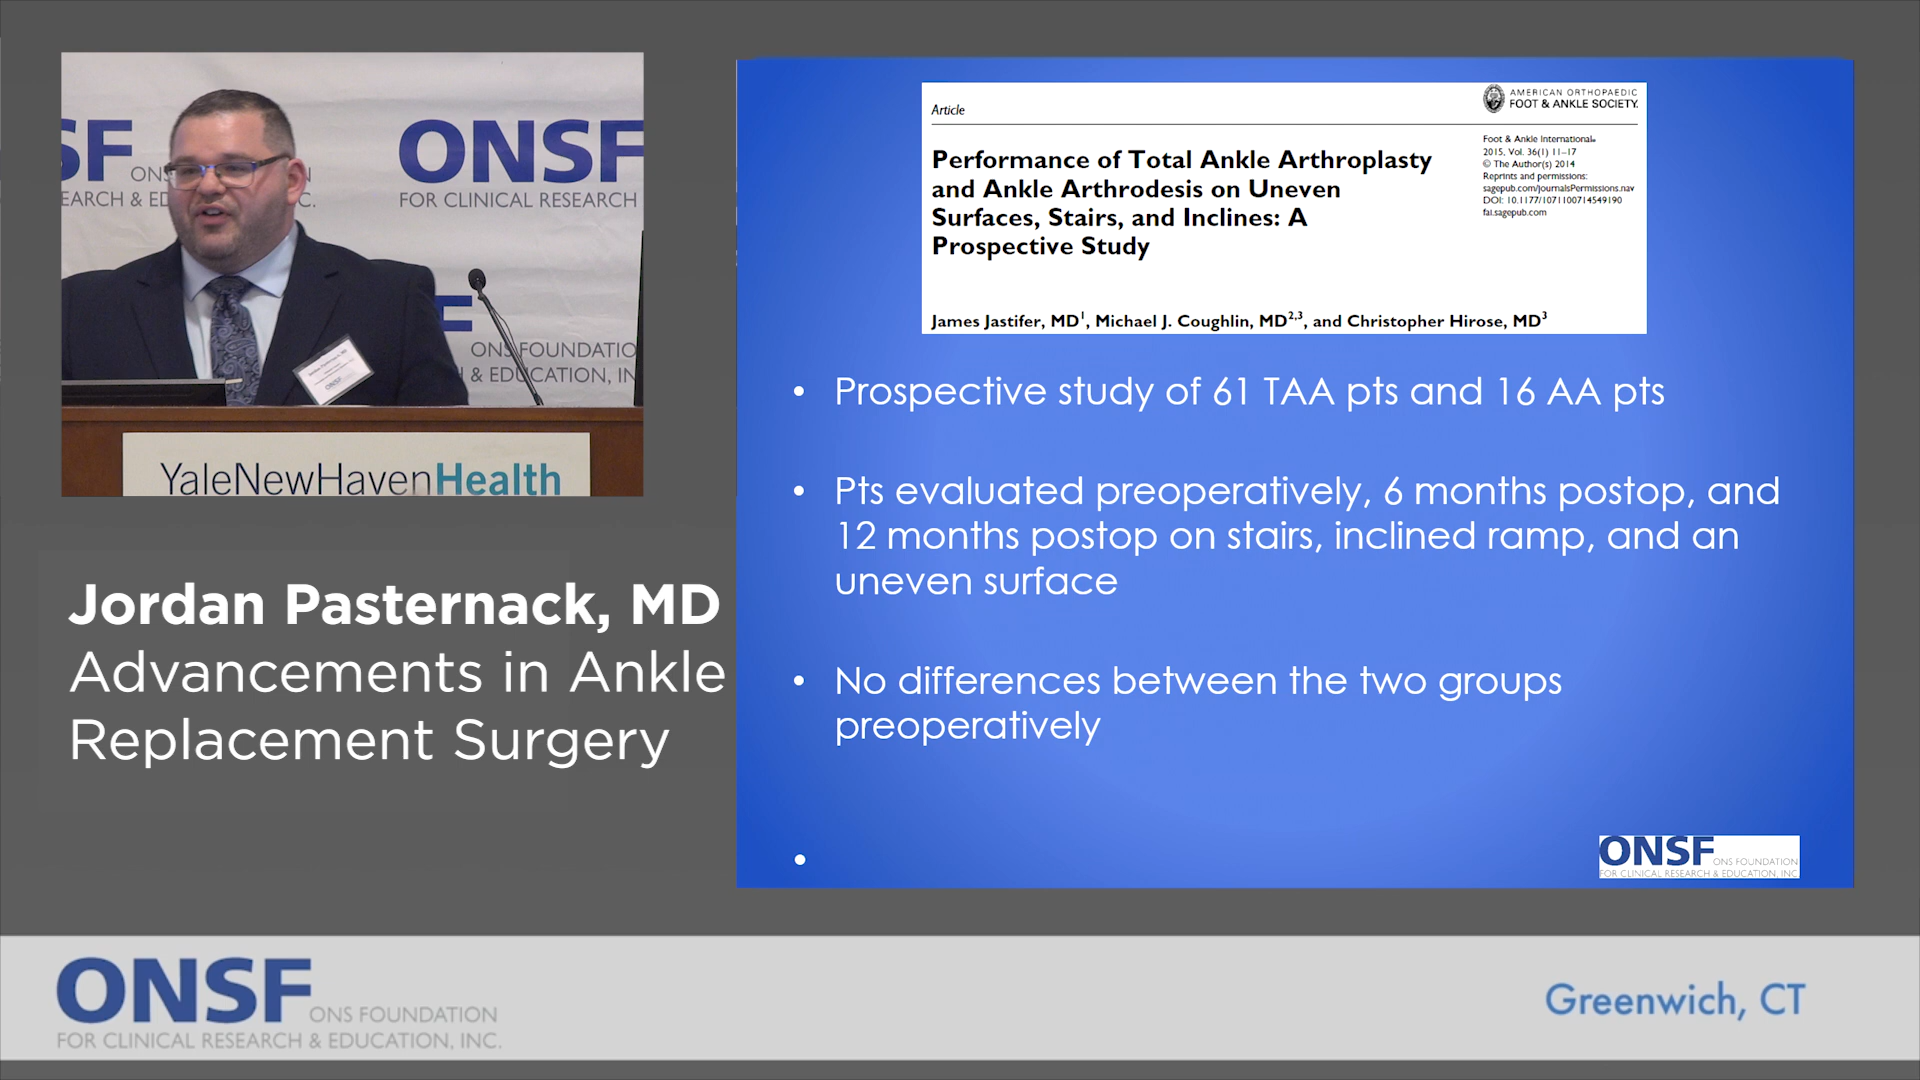 SF
ONS
N
EARCH & ED
C.
ONSF
FOR CLINICAL RESEARCH
F
ONS FOUNDATIO
H & EDUCATION, IN
Jordan Pasternack, MD
ONSF
YaleNewHavenHealth
Jordan Pasternack, MD
Advancements in Ankle
Replacement Surgery
Article
AMERICAN ORTHOPAEDIC
FOOT & ANKLE SOCIETY.
Performance of Total Ankle Arthroplasty
and Ankle Arthrodesis on Uneven
Surfaces, Stairs, and Inclines: A
Prospective Study
Foot & Ankle International®
2015, Vol. 36(1) 11–17
© The Author(s) 2014
Reprints and permissions:
sagepub.com/journalsPermissions.nav
DOI: 10.1177/1071100714549190
fai.sagepub.com
James Jastifer, MD¹, Michael J. Coughlin, MD²,³, and Christopher Hirose, MD³
• Prospective study of 61 TAA pts and 16 AA pts
• Pts evaluated preoperatively, 6 months postop, and
12 months postop on stairs, inclined ramp, and an
uneven surface
• No differences between the two groups
preoperatively
•
ONSF ONS FOUNDATION
FOR CLINICAL RESEARCH & EDUCATION, INC.
ONSF ONS FOUNDATION
FOR CLINICAL RESEARCH & EDUCATION, INC.
Greenwich, CT